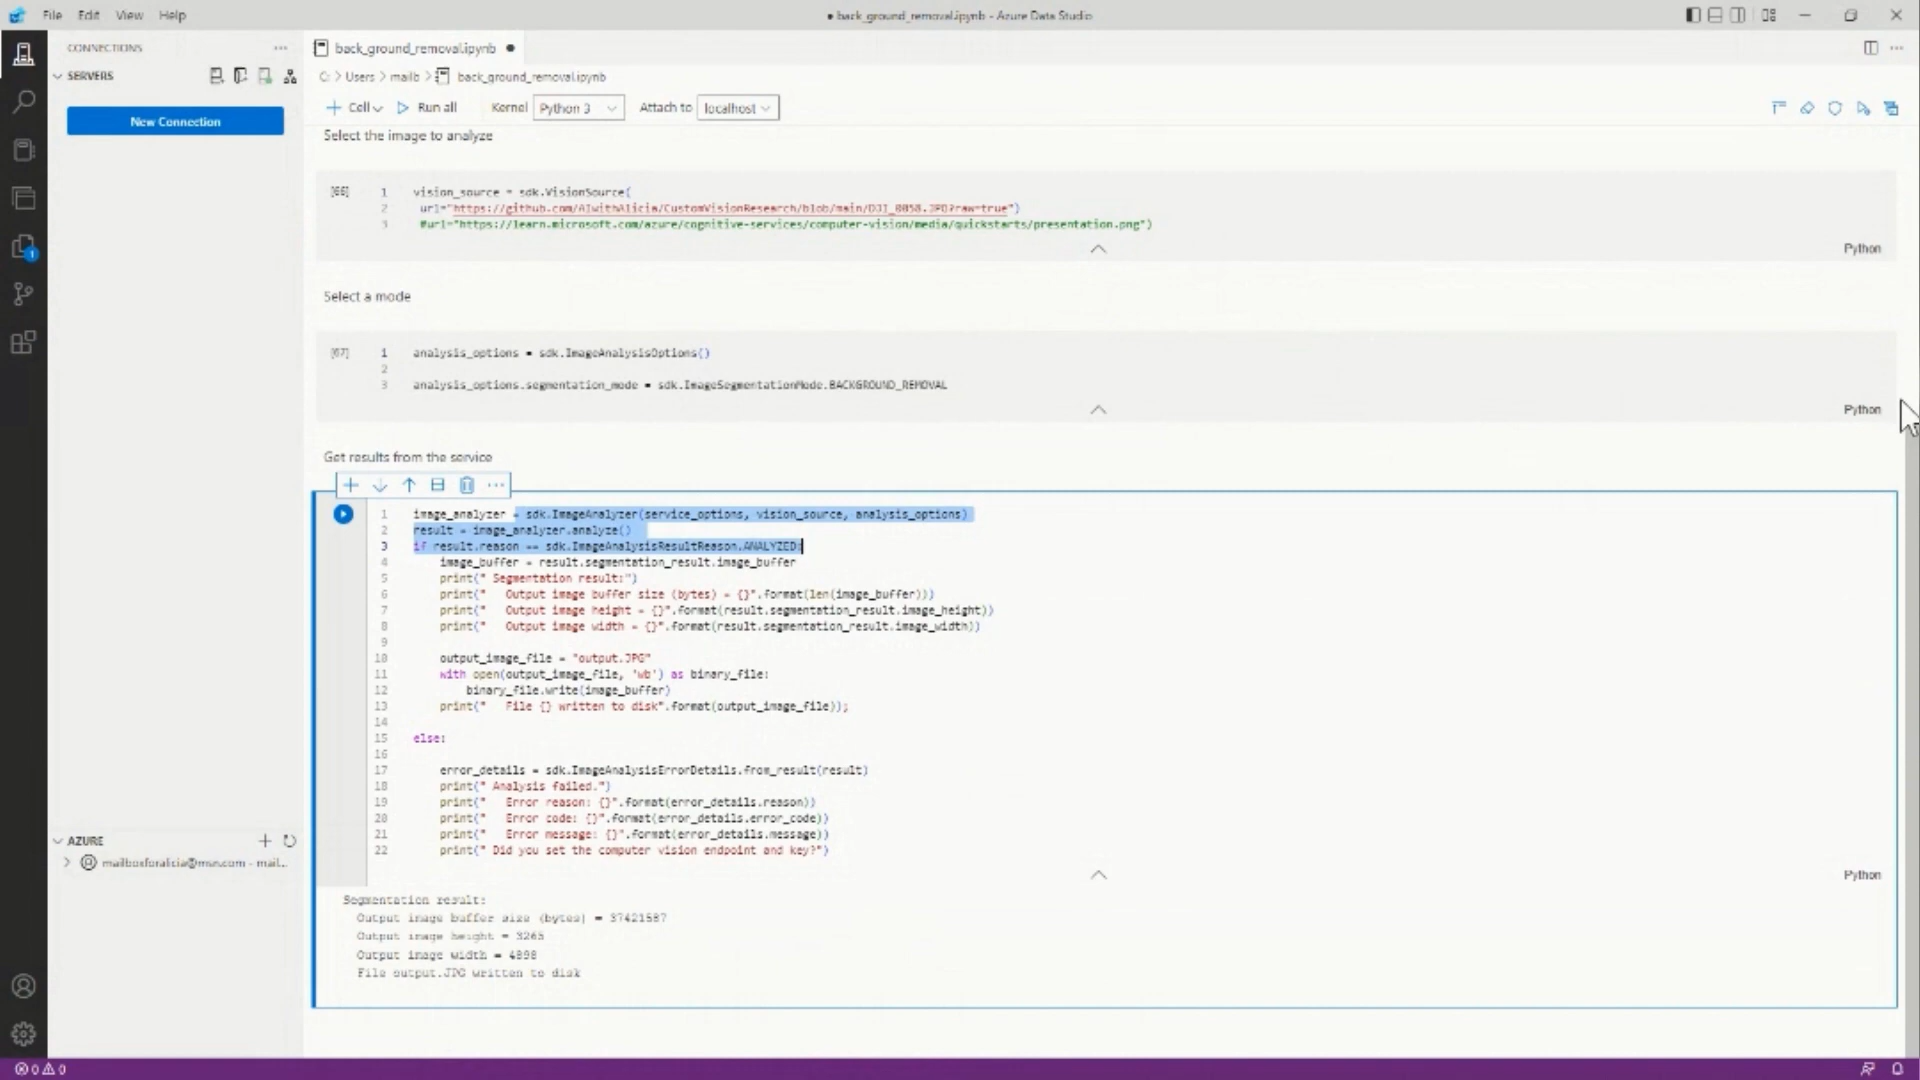 File Edit View Help
● back_ground_removal.ipynb - Azure Data Studio
CONNECTIONS
SERVERS
New Connection
AZURE
mailboxforalicia@msn.com - mail...
back_ground_removal.ipynb ●
C: > Users > mailb > back_ground_removal.ipynb
+ Cell Run all Kernel Python 3 Attach to localhost
Select the image to analyze
[66]
1 vision_source = sdk.VisionSource(
2 url="https://github.com/AIwithAlicia/CustomVisionResearch/blob/main/DJI_0858.JPG?raw=true")
3 #url="https://learn.microsoft.com/azure/cognitive-services/computer-vision/media/quickstarts/presentation.png")
Python
Select a mode
[67]
1 analysis_options = sdk.ImageAnalysisOptions()
2
3 analysis_options.segmentation_mode = sdk.ImageSegmentationMode.BACKGROUND_REMOVAL
Python
Get results from the service
1 image_analyzer = sdk.ImageAnalyzer(service_options, vision_source, analysis_options)
2 result = image_analyzer.analyze()
3 if result.reason == sdk.ImageAnalysisResultReason.ANALYZED:
4 image_buffer = result.segmentation_result.image_buffer
5 print(" Segmentation result:")
6 print("   Output image buffer size (bytes) = {}".format(len(image_buffer)))
7 print("   Output image height = {}".format(result.segmentation_result.image_height))
8 print("   Output image width = {}".format(result.segmentation_result.image_width))
9
10 output_image_file = "output.JPG"
11 with open(output_image_file, 'wb') as binary_file:
12 binary_file.write(image_buffer)
13 print("   File {} written to disk".format(output_image_file));
14
15 else:
16
17 error_details = sdk.ImageAnalysisErrorDetails.from_result(result)
18 print(" Analysis failed.")
19 print("   Error reason: {}".format(error_details.reason))
20 print("   Error code: {}".format(error_details.error_code))
21 print("   Error message: {}".format(error_details.message))
22 print(" Did you set the computer vision endpoint and key?")
Python
Segmentation result:
Output image buffer size (bytes) = 37421587
Output image height = 3265
Output image width = 4898
File output.JPG written to disk
0 0
1